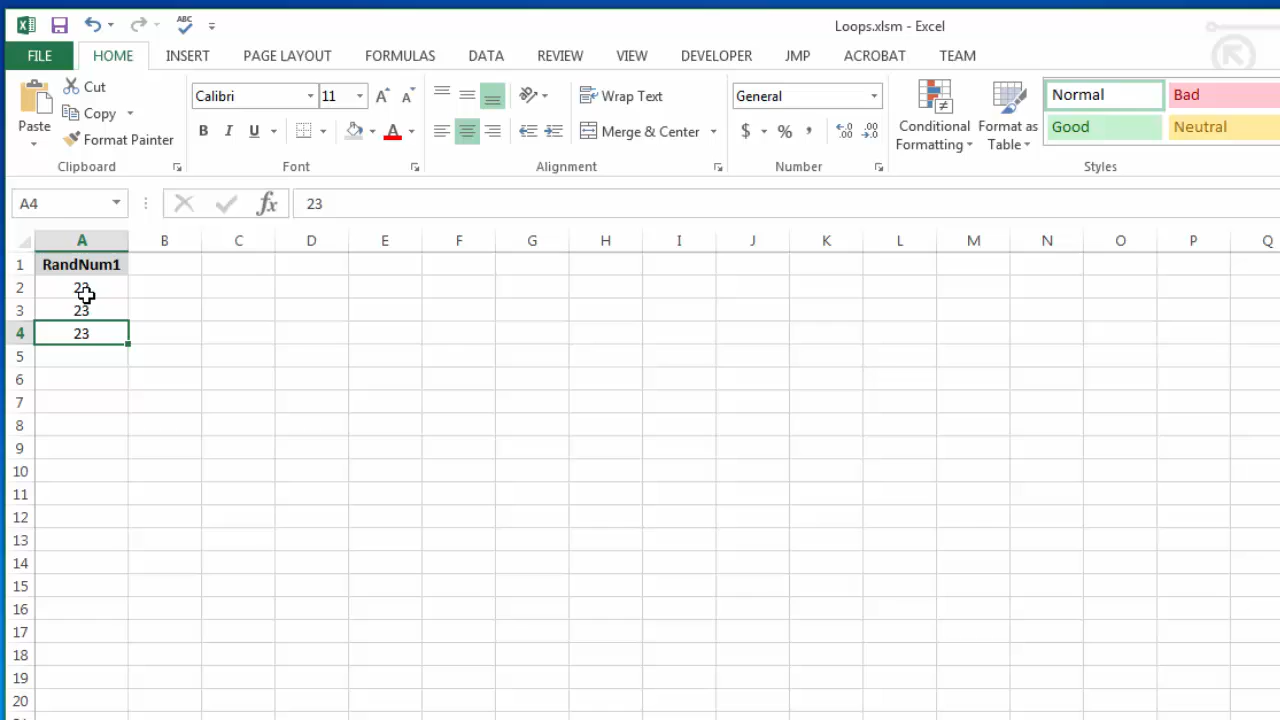 Loops.xlsm - Excel
ABC
FILE HOME INSERT PAGE LAYOUT FORMULAS DATA REVIEW VIEW DEVELOPER JMP ACROBAT TEAM
Paste
Cut
Copy
Format Painter
Clipboard
Calibri 11
B I U
Font
Wrap Text
Merge & Center
Alignment
General
$ % ,
Number
Conditional Formatting
Format as Table
Normal Bad
Good Neutral
Styles
A4 fx 23
A B C D E F G H I J K L M N O P Q
1 RandNum1
2 23
3 23
4 23
5
6
7
8
9
10
11
12
13
14
15
16
17
18
19
20